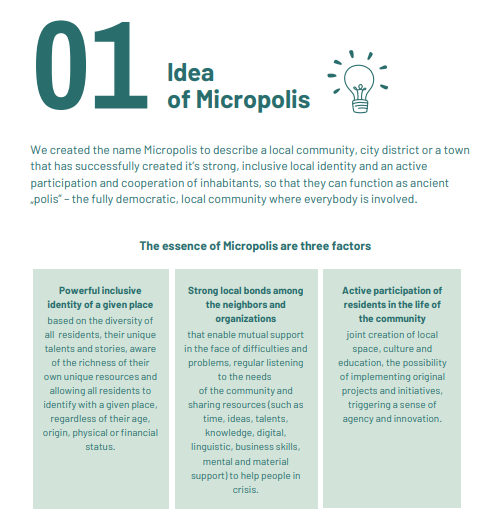 01
Idea
of Micropolis
We created the name Micropolis to describe a local community, city district or a town
that has successfully created it's strong, inclusive local identity and an active
participation and cooperation of inhabitants, so that they can function as ancient
„polis" – the fully democratic, local community where everybody is involved.
The essence of Micropolis are three factors
Powerful inclusive
identity of a given place
based on the diversity of
all residents, their unique
talents and stories, aware
of the richness of their
own unique resources and
allowing all residents to
identify with a given place,
regardless of their age,
origin, physical or financial
status.
Strong local bonds among
the neighbors and
organizations
that enable mutual support
in the face of difficulties and
problems, regular listening
to the needs
of the community and
sharing resources (such as
time, ideas, talents,
knowledge, digital,
linguistic, business skills,
mental and material
support) to help people in
crisis.
Active participation of
residents in the life of
the community
joint creation of local
space, culture and
education, the possibility
of implementing original
projects and initiatives,
triggering a sense of
agency and innovation.